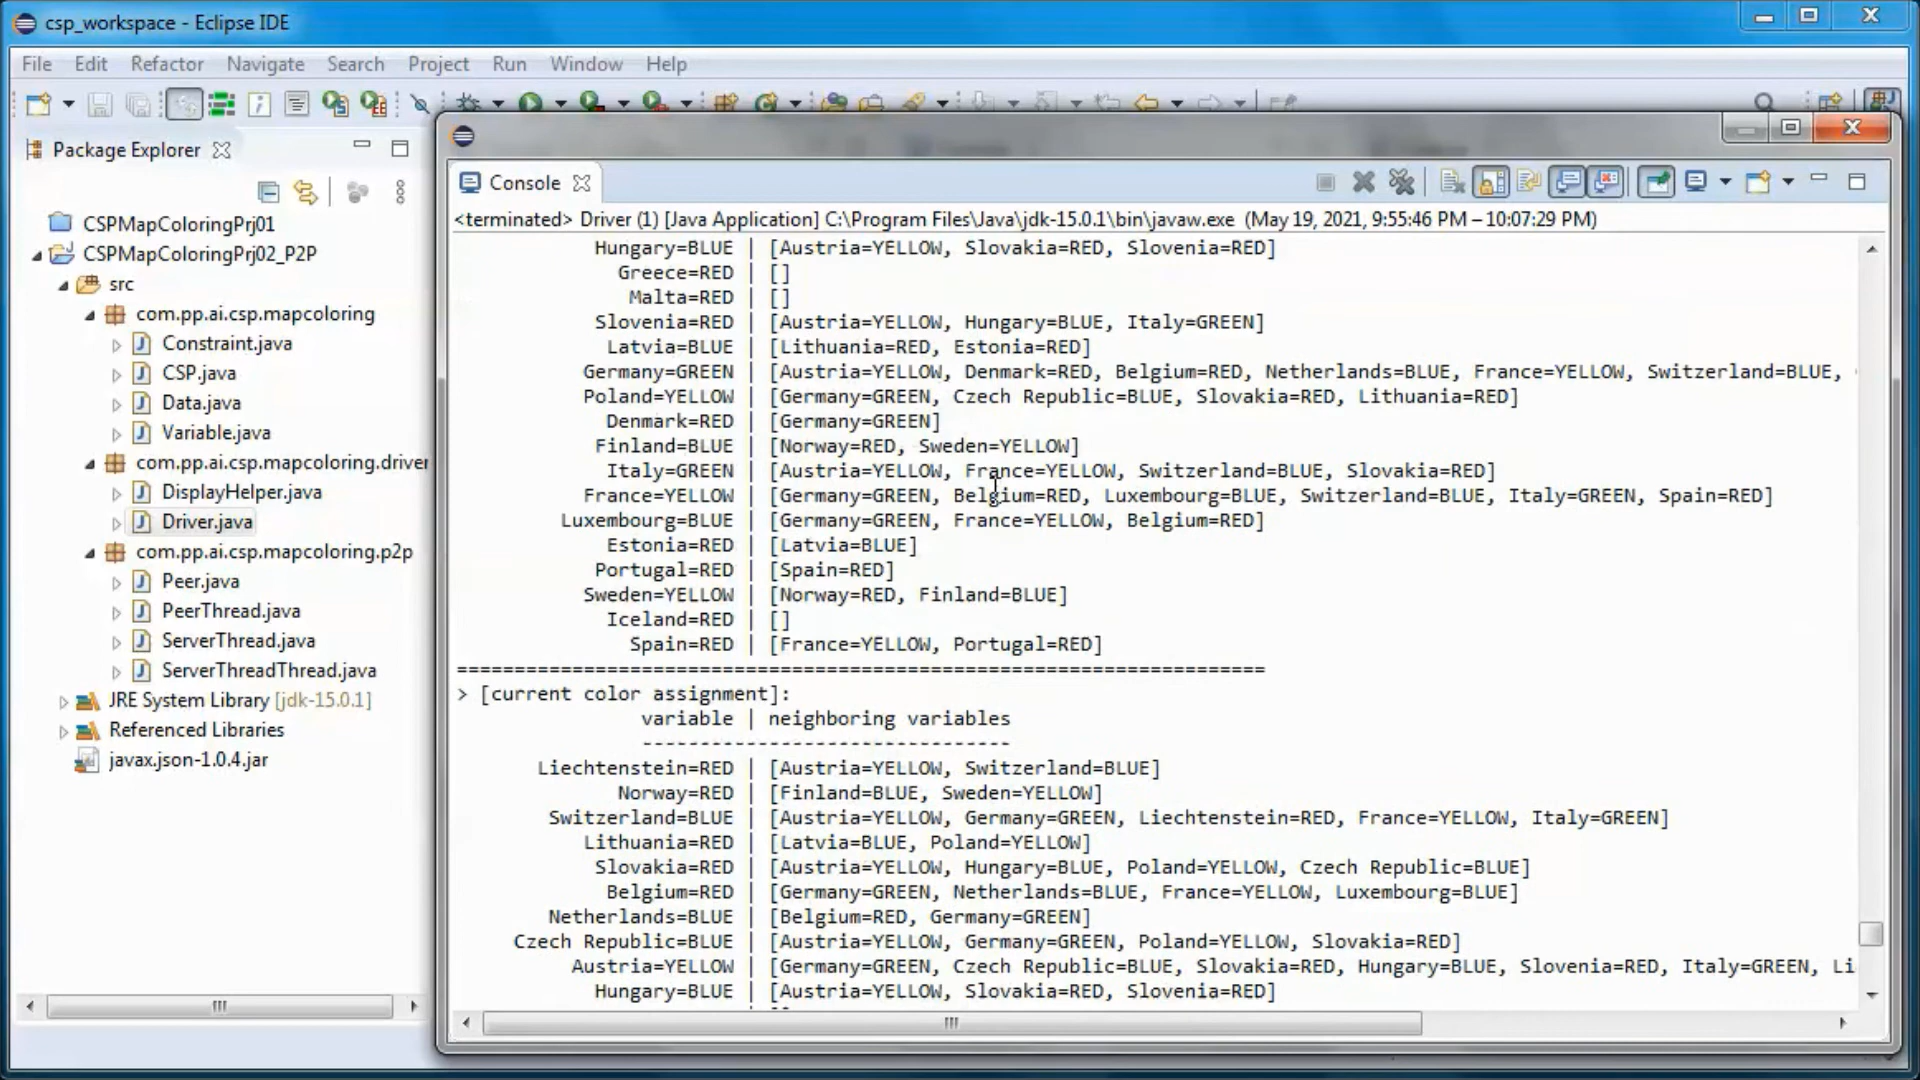 csp_workspace - Eclipse IDE
File Edit Refactor Navigate Search Project Run Window Help
Package Explorer
CSPMapColoringPrj01
CSPMapColoringPrj02_P2P
src
com.pp.ai.csp.mapcoloring
Constraint.java
CSP.java
Data.java
Variable.java
com.pp.ai.csp.mapcoloring.driver
DisplayHelper.java
Driver.java
com.pp.ai.csp.mapcoloring.p2p
Peer.java
PeerThread.java
ServerThread.java
ServerThreadThread.java
JRE System Library [jdk-15.0.1]
Referenced Libraries
javax.json-1.0.4.jar
Console
<terminated> Driver (1) [Java Application] C:\Program Files\Java\jdk-15.0.1\bin\javaw.exe (May 19, 2021, 9:55:46 PM – 10:07:29 PM)
Hungary=BLUE | [Austria=YELLOW, Slovakia=RED, Slovenia=RED]
Greece=RED | []
Malta=RED | []
Slovenia=RED | [Austria=YELLOW, Hungary=BLUE, Italy=GREEN]
Latvia=BLUE | [Lithuania=RED, Estonia=RED]
Germany=GREEN | [Austria=YELLOW, Denmark=RED, Belgium=RED, Netherlands=BLUE, France=YELLOW, Switzerland=BLUE,
Poland=YELLOW | [Germany=GREEN, Czech Republic=BLUE, Slovakia=RED, Lithuania=RED]
Denmark=RED | [Germany=GREEN]
Finland=BLUE | [Norway=RED, Sweden=YELLOW]
Italy=GREEN | [Austria=YELLOW, France=YELLOW, Switzerland=BLUE, Slovakia=RED]
France=YELLOW | [Germany=GREEN, Belgium=RED, Luxembourg=BLUE, Switzerland=BLUE, Italy=GREEN, Spain=RED]
Luxembourg=BLUE | [Germany=GREEN, France=YELLOW, Belgium=RED]
Estonia=RED | [Latvia=BLUE]
Portugal=RED | [Spain=RED]
Sweden=YELLOW | [Norway=RED, Finland=BLUE]
Iceland=RED | []
Spain=RED | [France=YELLOW, Portugal=RED]
======================================================================
> [current color assignment]:
variable | neighboring variables
--------------------------------
Liechtenstein=RED | [Austria=YELLOW, Switzerland=BLUE]
Norway=RED | [Finland=BLUE, Sweden=YELLOW]
Switzerland=BLUE | [Austria=YELLOW, Germany=GREEN, Liechtenstein=RED, France=YELLOW, Italy=GREEN]
Lithuania=RED | [Latvia=BLUE, Poland=YELLOW]
Slovakia=RED | [Austria=YELLOW, Hungary=BLUE, Poland=YELLOW, Czech Republic=BLUE]
Belgium=RED | [Germany=GREEN, Netherlands=BLUE, France=YELLOW, Luxembourg=BLUE]
Netherlands=BLUE | [Belgium=RED, Germany=GREEN]
Czech Republic=BLUE | [Austria=YELLOW, Germany=GREEN, Poland=YELLOW, Slovakia=RED]
Austria=YELLOW | [Germany=GREEN, Czech Republic=BLUE, Slovakia=RED, Hungary=BLUE, Slovenia=RED, Italy=GREEN, Li
Hungary=BLUE | [Austria=YELLOW, Slovakia=RED, Slovenia=RED]